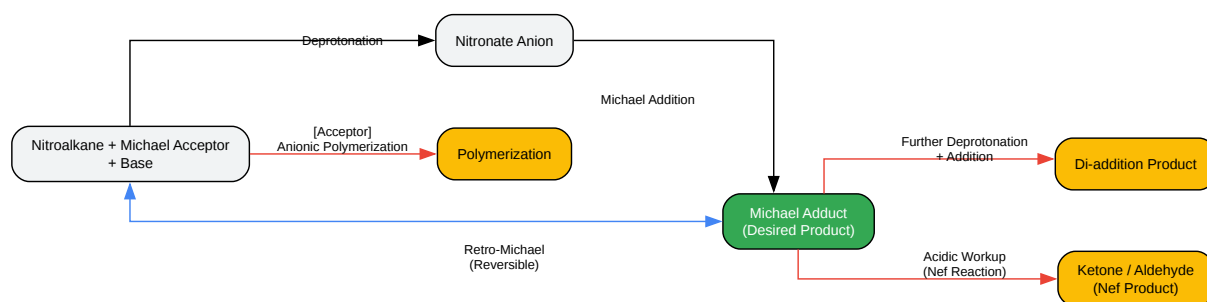 Deprotonation
Nitronate Anion
Michael Addition
Nitroalkane + Michael Acceptor
+ Base
[Acceptor]
Anionic Polymerization
Polymerization
Further Deprotonation
+ Addition
Di-addition Product
Michael Adduct
(Desired Product)
Retro-Michael
(Reversible)
Acidic Workup
(Nef Reaction)
Ketone / Aldehyde
(Nef Product)